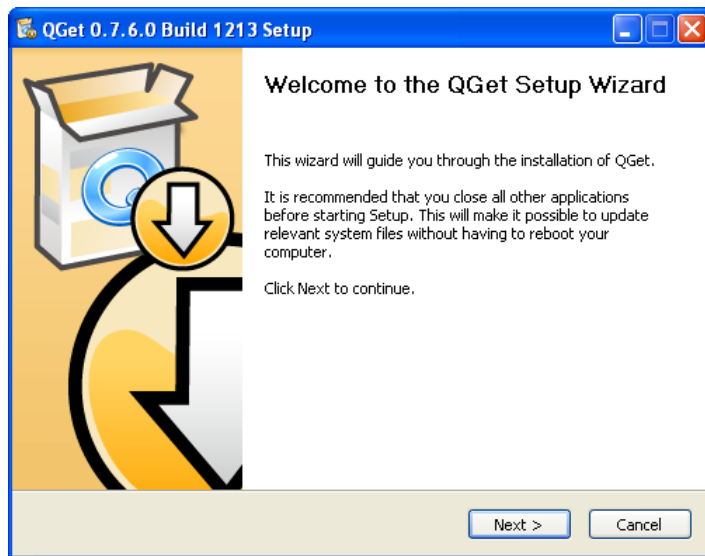 QGet 0.7.6.0 Build 1213 Setup
Welcome to the QGet Setup Wizard
This wizard will guide you through the installation of QGet.
It is recommended that you close all other applications
before starting Setup. This will make it possible to update
relevant system files without having to reboot your
computer.
Click Next to continue.
Next >
Cancel